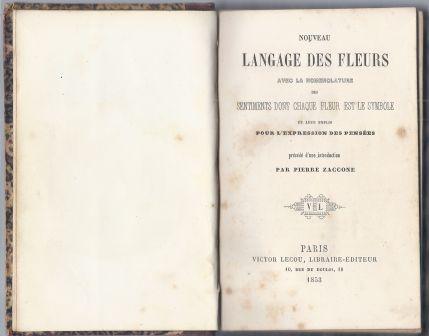 NOUVEAU
LANGAGE DES FLEURS
AVEC LA NOMENCLATURE
DES
SENTIMENTS DONT CHAQUE FLEUR EST LE SYMBOLE
ET LEUR EMPLOI
POUR L'EXPRESSION DES PENSÉES
précédé d'une introduction
PAR PIERRE ZACCONE
V L
PARIS
VICTOR LECOU, LIBRAIRE-ÉDITEUR
10, RUE DU BOULOI, 10
1853